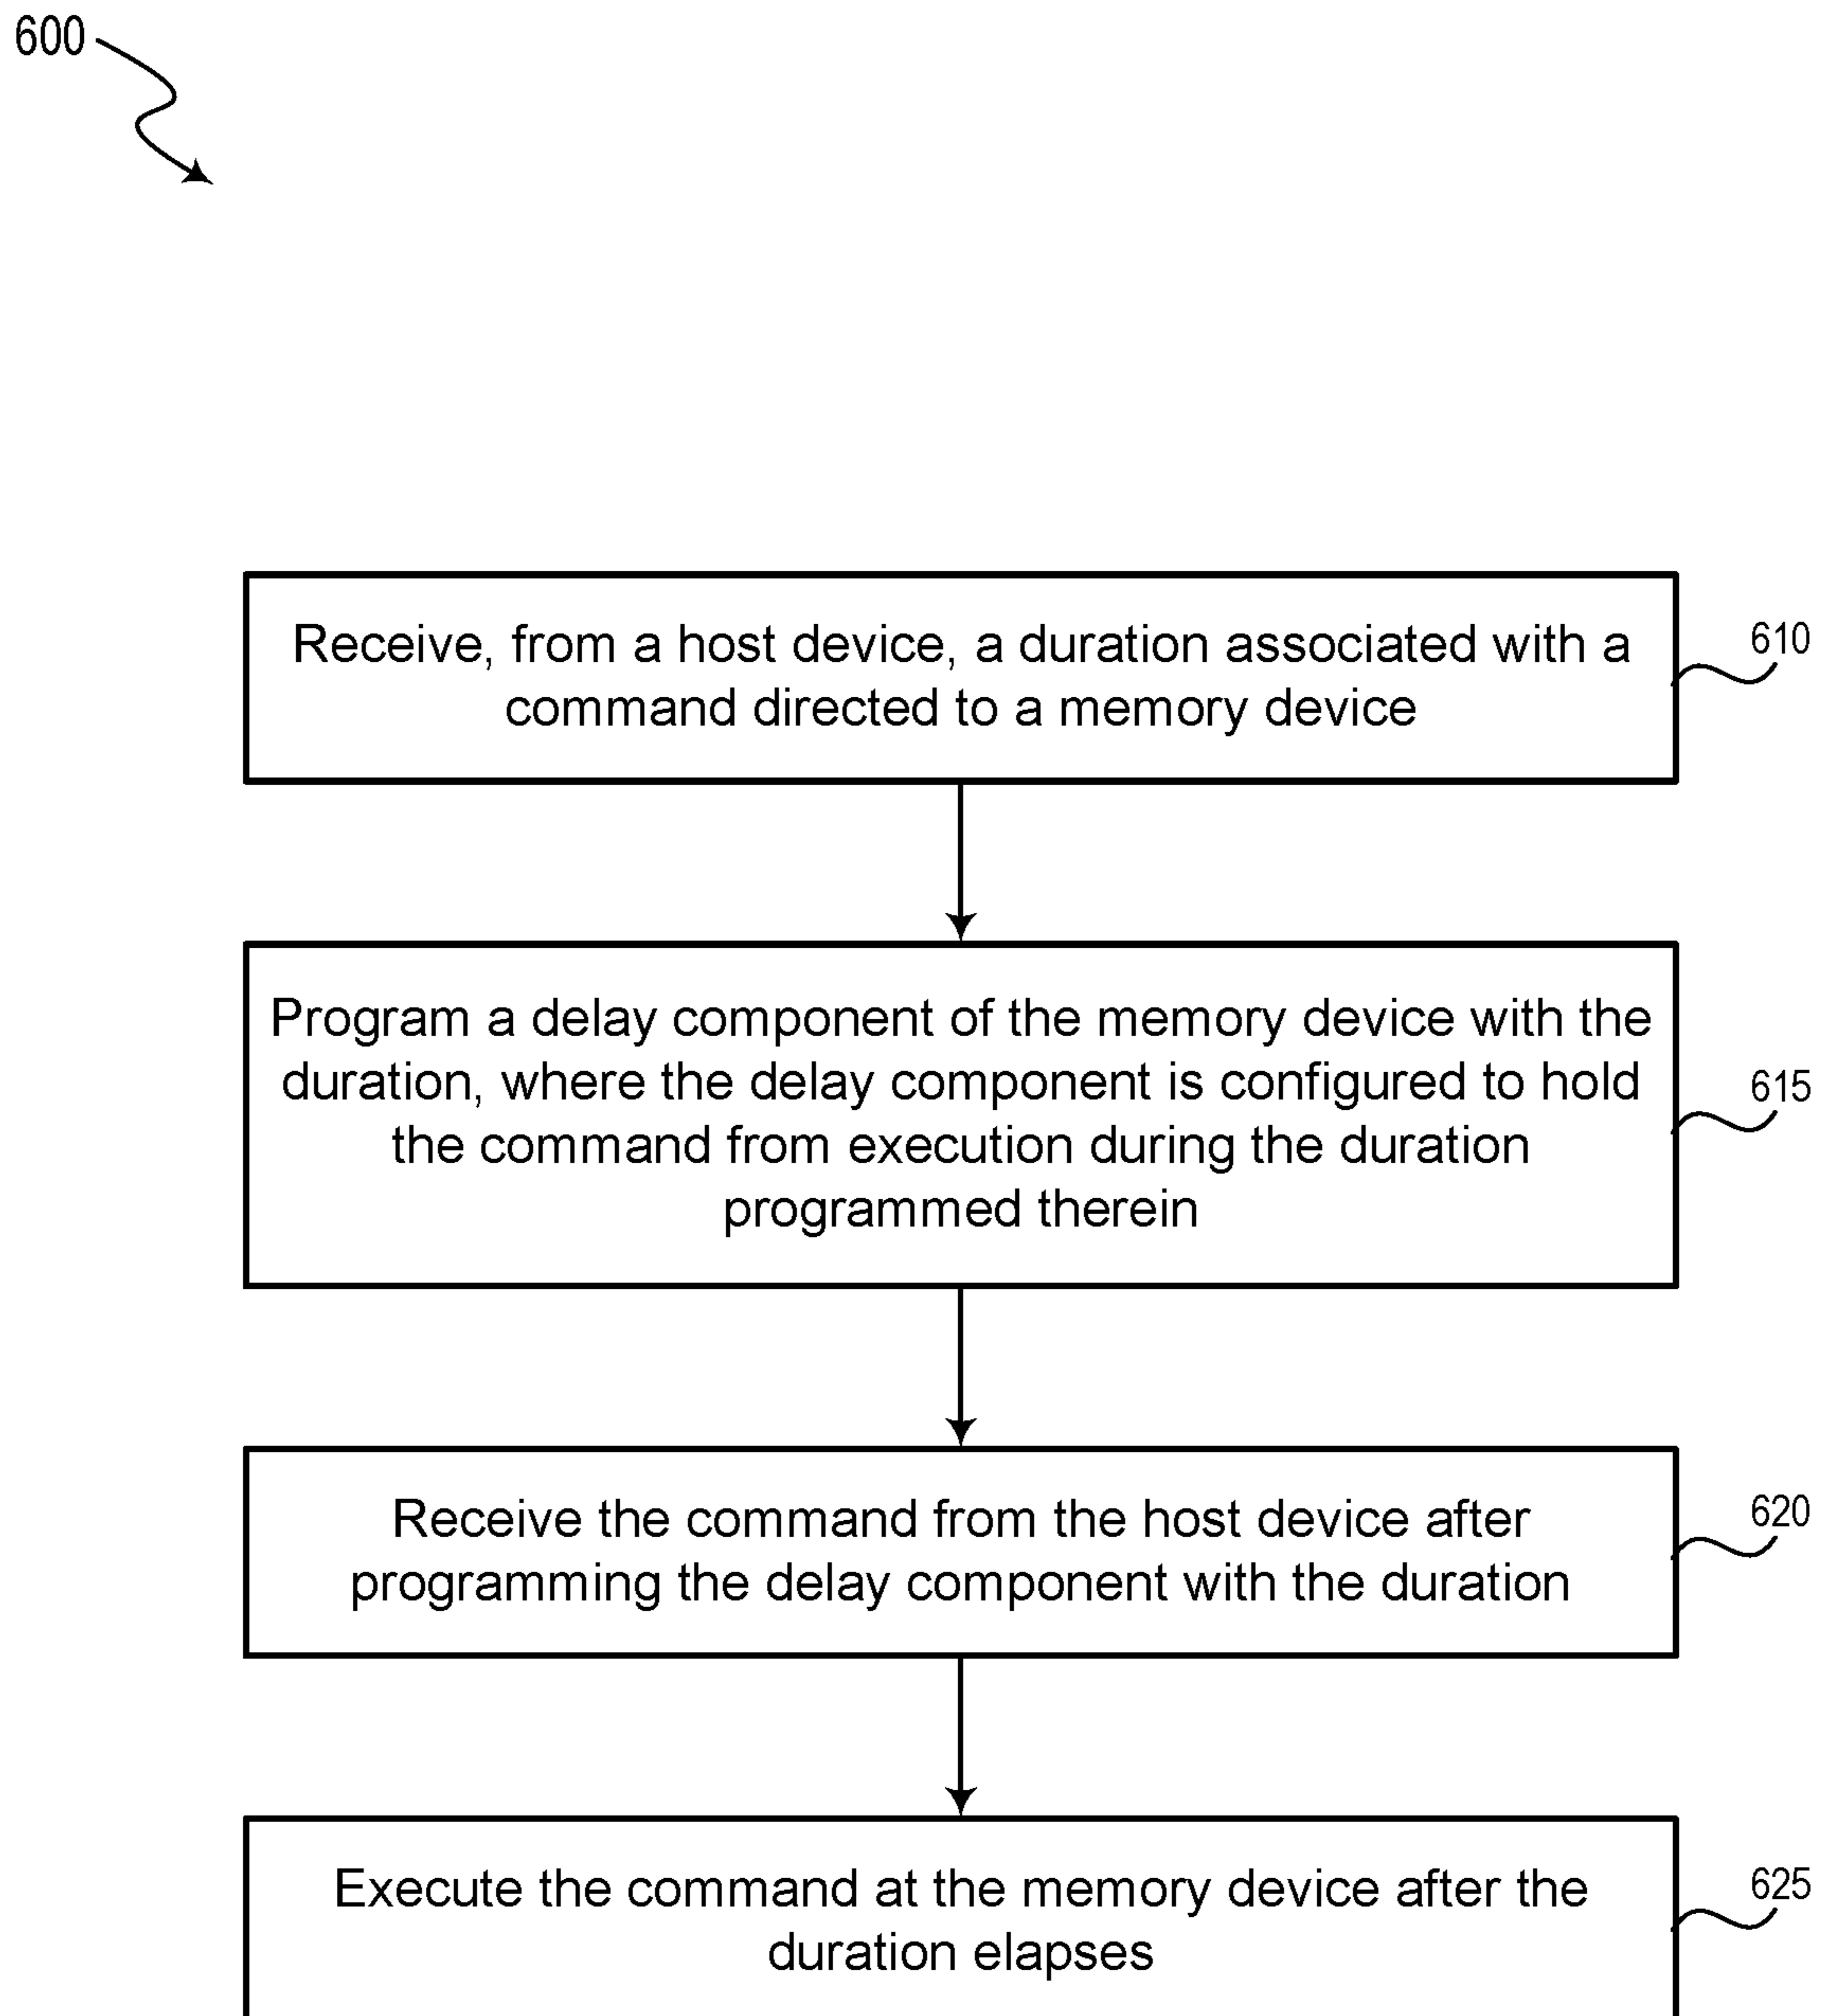 600
Receive, from a host device, a duration associated with a
command directed to a memory device
610
Program a delay component of the memory device with the
duration, where the delay component is configured to hold
the command from execution during the duration
programmed therein
615
Receive the command from the host device after
programming the delay component with the duration
620
Execute the command at the memory device after the
duration elapses
625